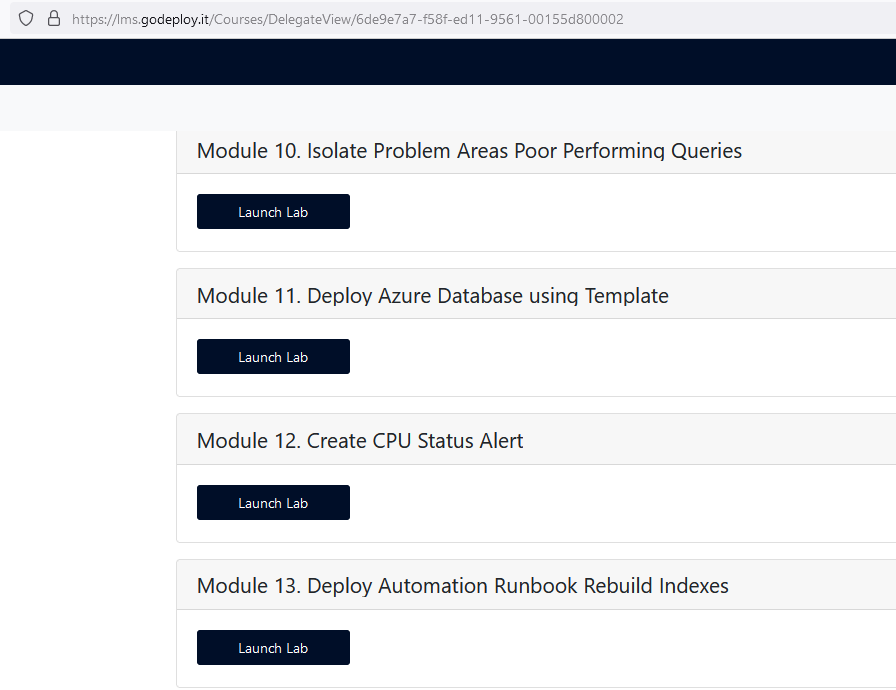 https://lms.godeploy.it/Courses/DelegateView/6de9e7a7-f58f-ed11-9561-00155d800002
Module 10. Isolate Problem Areas Poor Performing Queries
Launch Lab
Module 11. Deploy Azure Database using Template
Launch Lab
Module 12. Create CPU Status Alert
Launch Lab
Module 13. Deploy Automation Runbook Rebuild Indexes
Launch Lab